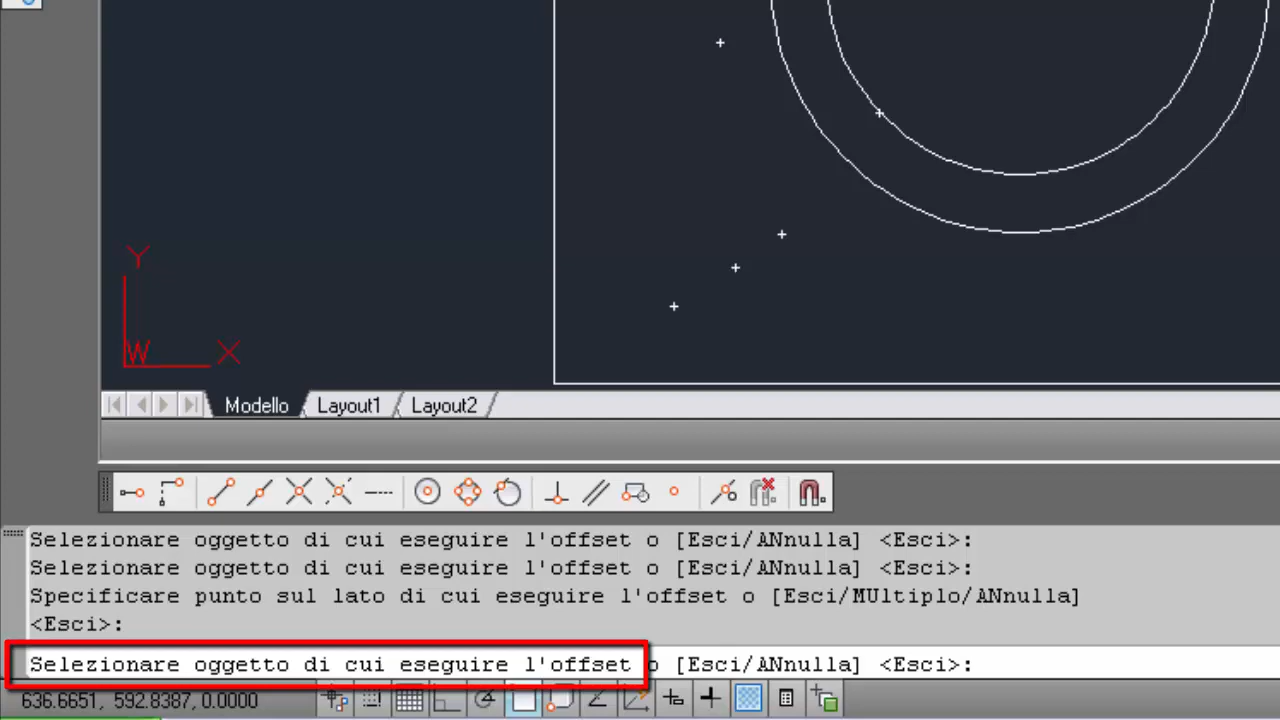 Y
W X
Modello Layout1 Layout2
Selezionare oggetto di cui eseguire l'offset o [Esci/ANnulla] <Esci>:
Selezionare oggetto di cui eseguire l'offset o [Esci/ANnulla] <Esci>:
Specificare punto sul lato di cui eseguire l'offset o [Esci/MUltiplo/ANnulla]
<Esci>:
Selezionare oggetto di cui eseguire l'offset o [Esci/ANnulla] <Esci>:
636.6651, 592.8387, 0.0000